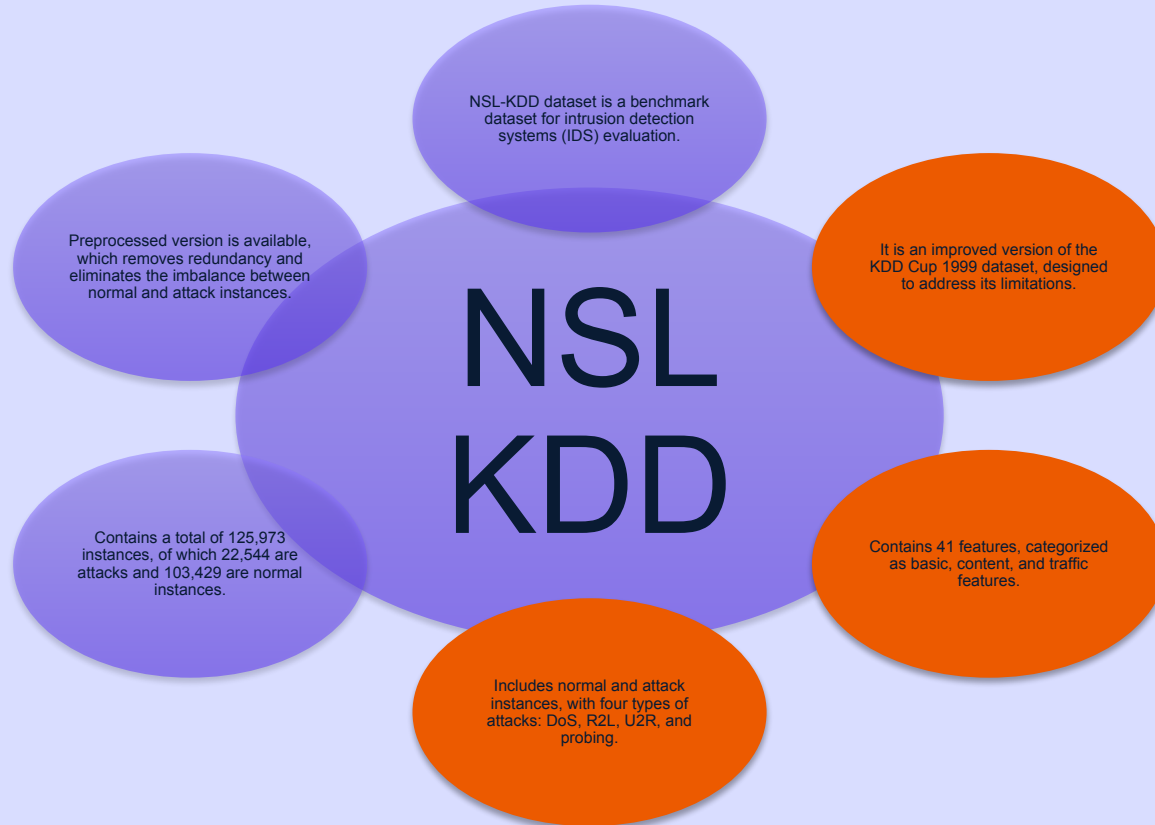 NSL-KDD dataset is a benchmark
dataset for intrusion detection
systems (IDS) evaluation.
It is an improved version of the
KDD Cup 1999 dataset, designed
to address its limitations.
Contains 41 features, categorized
as basic, content, and traffic
features.
Includes normal and attack
instances, with four types of
attacks: DoS, R2L, U2R, and
probing.
Contains a total of 125,973
instances, of which 22,544 are
attacks and 103,429 are normal
instances.
Preprocessed version is available,
which removes redundancy and
eliminates the imbalance between
normal and attack instances.
NSL
KDD